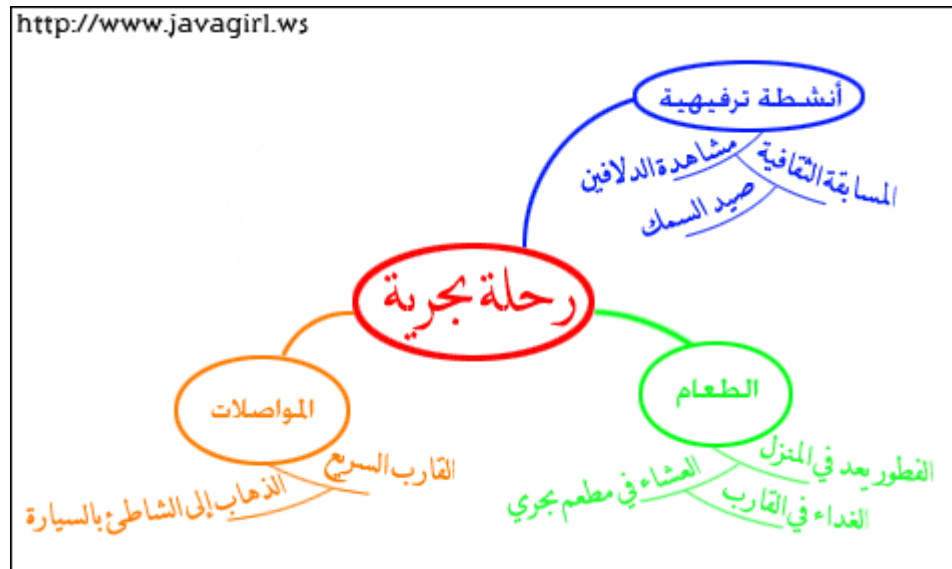 http://www.javagirl.ws
أنشطة ترفيهية
المسابقة الثقافية
مشاهدة الدلافين
صيد السمك
رحلة بحرية
الطعام
الفطور يعد في المنزل
العشاء في مطعم بحري
الغداء في القارب
المواصلات
القارب السريع
الذهاب إلى الشاطئ بالسيارة